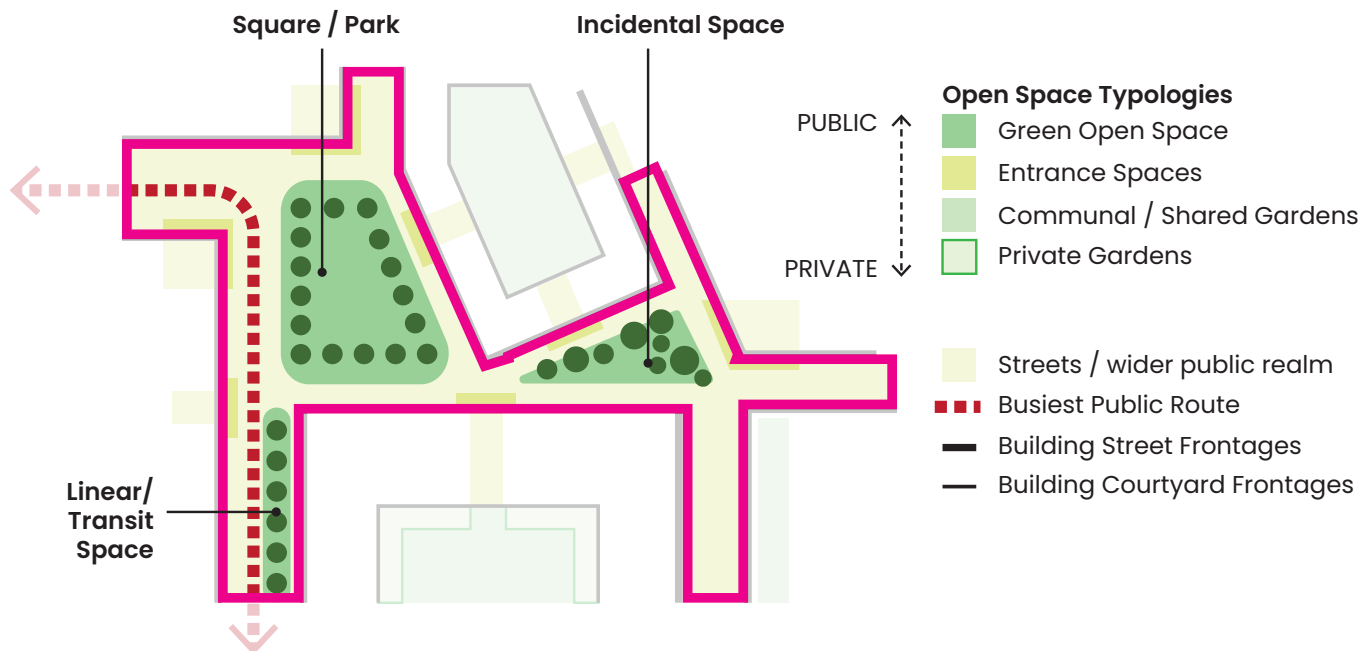 Square / Park
Incidental Space
Linear/
Transit
Space
PUBLIC
PRIVATE
Open Space Typologies
Green Open Space
Entrance Spaces
Communal / Shared Gardens
Private Gardens
Streets / wider public realm
Busiest Public Route
Building Street Frontages
Building Courtyard Frontages